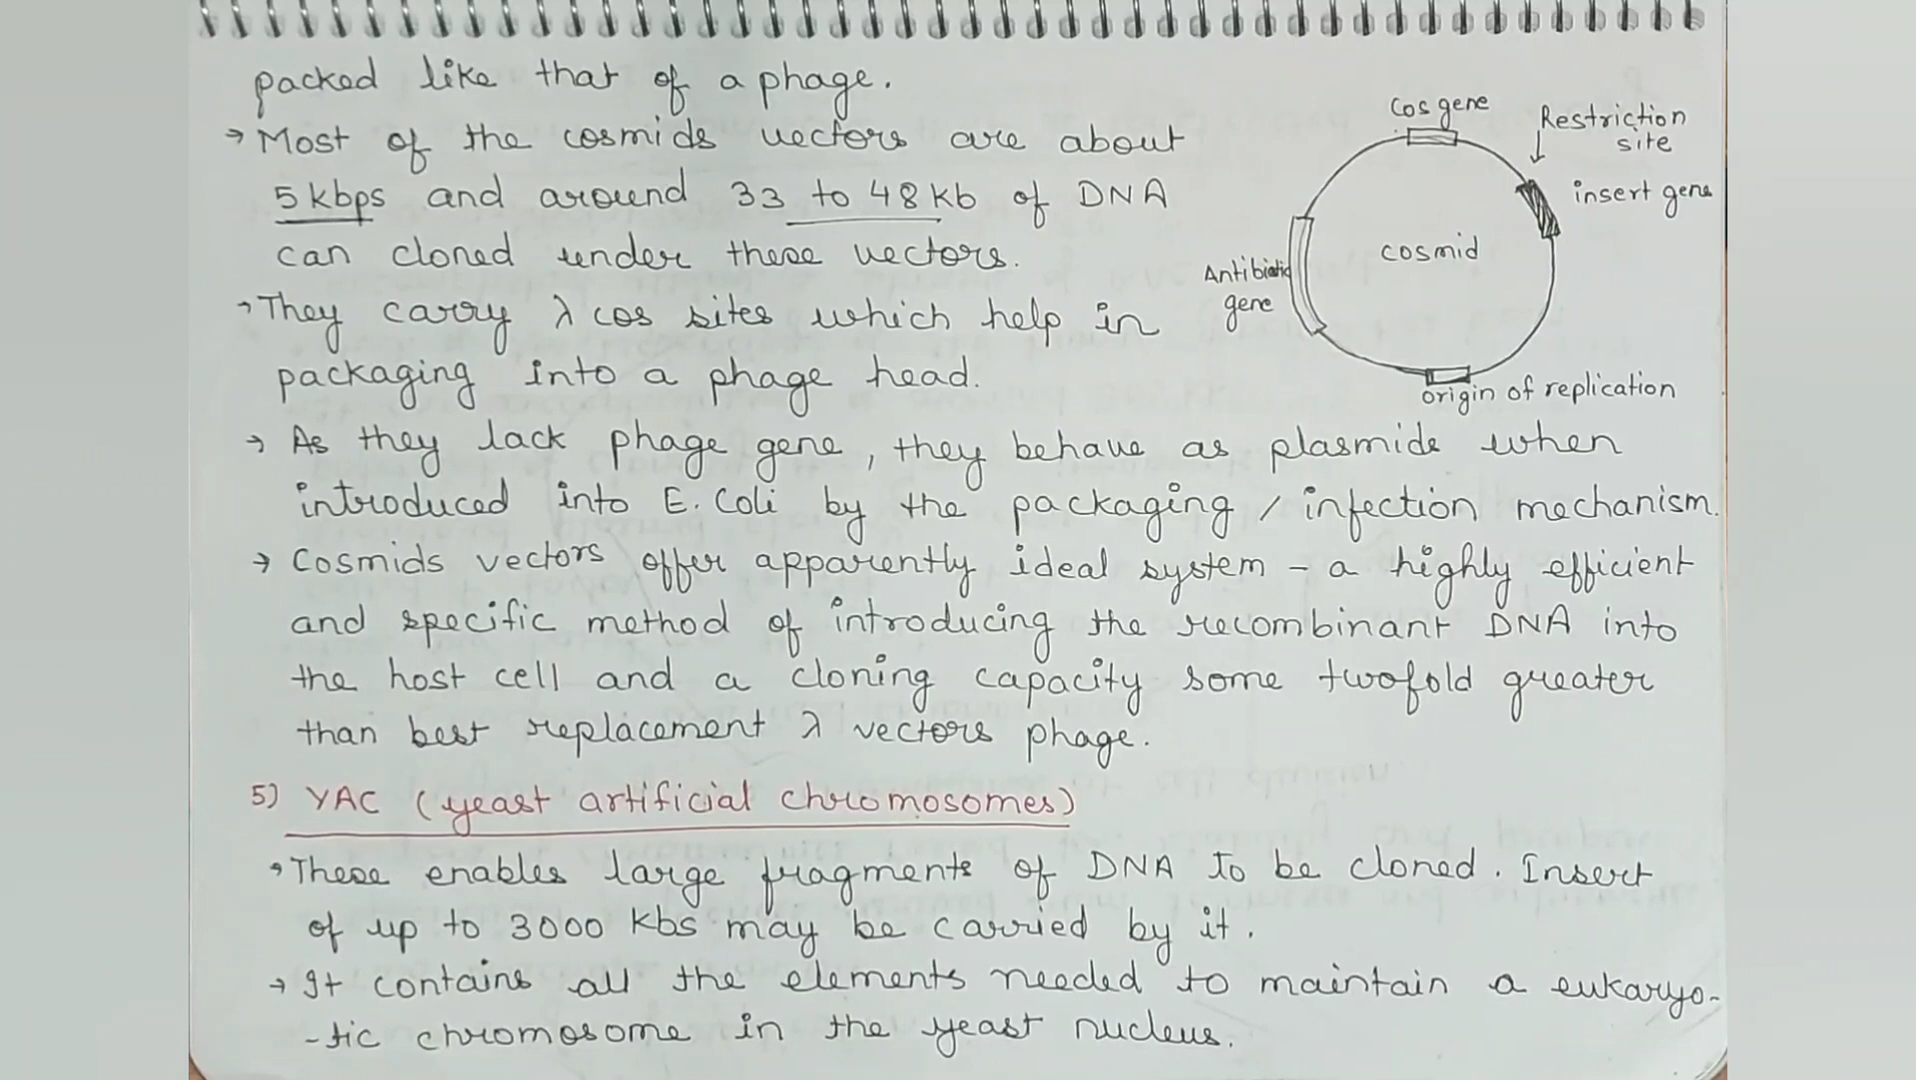 packed like that of a phage.
→ Most of the cosmids vectors are about
5 kbps and around 33 to 48 kb of DNA
can cloned under these vectors.
→ They carry λ cos sites which help in
packaging into a phage head.
→ As they lack phage gene, they behave as plasmids when
introduced into E. Coli by the packaging / infection mechanism.
→ Cosmids vectors offer apparently ideal system - a highly efficient
and specific method of introducing the recombinant DNA into
the host cell and a cloning capacity some twofold greater
than best replacement λ vectors phage.
Cos gene
Restriction
site
insert gene
cosmid
Antibiotic
gene
origin of replication
5) YAC (yeast artificial chromosomes)
→ These enables large fragments of DNA to be cloned. Insert
of up to 3000 Kbs may be carried by it.
→ It contains all the elements needed to maintain a eukaryo-
-tic chromosome in the yeast nucleus.